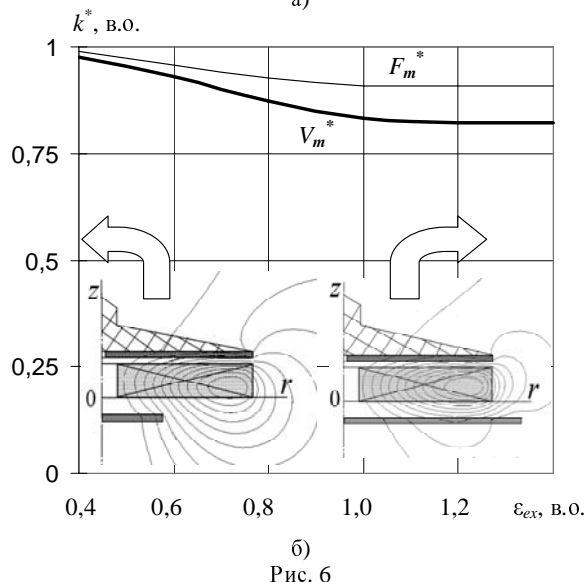 а)
k*, в.о.
1
F_m*
V_m*
0,75
0,5
z
z
0,25
r
r
0
0
0
0,4 0,6 0,8 1,0 1,2 ε_ex, в.о.
б)
Рис. 6